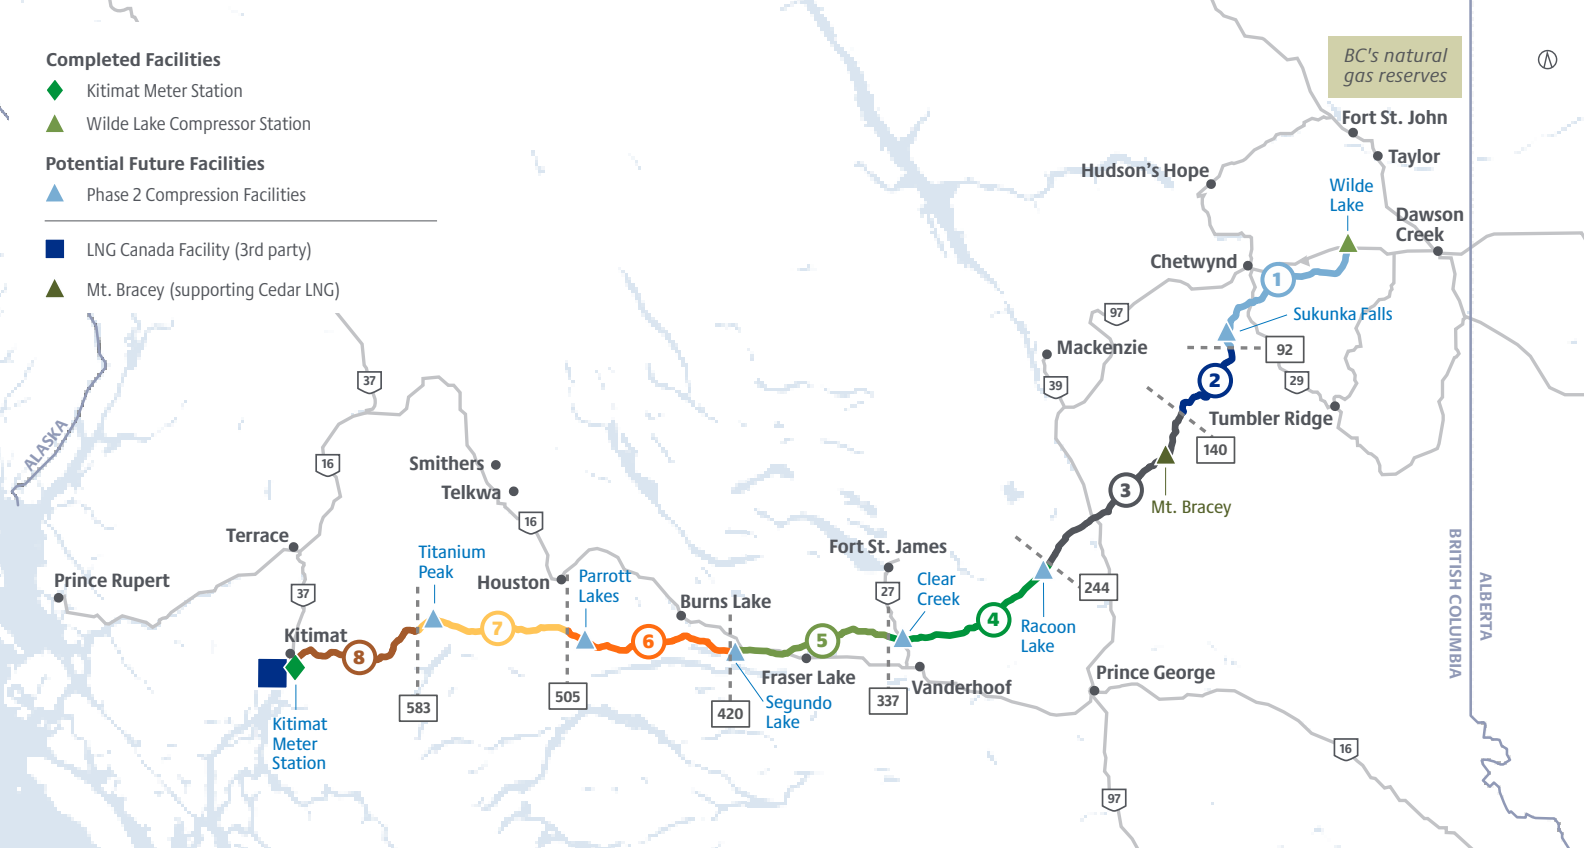 Completed Facilities
Kitimat Meter Station
Wilde Lake Compressor Station
Potential Future Facilities
Phase 2 Compression Facilities
LNG Canada Facility (3rd party)
Mt. Bracey (supporting Cedar LNG)
BC's natural
gas reserves
Fort St. John
Taylor
Hudson's Hope
Wilde
Lake
Dawson
Creek
Chetwynd
1
97
Sukunka Falls
Mackenzie
92
39
2
29
37
Tumbler Ridge
ALASKA
140
16
Smithers
Telkwa
3
Mt. Bracey
16
Terrace
Fort St. James
Titanium
Peak
Prince Rupert
37
Houston
Parrott
Lakes
27
Clear
Creek
244
Burns Lake
4
Racoon
Lake
Kitimat
8
7
6
5
Fraser Lake
Vanderhoof
Prince George
583
505
420
337
Segundo
Lake
Kitimat
Meter
Station
16
97
BRITISH COLUMBIA
ALBERTA